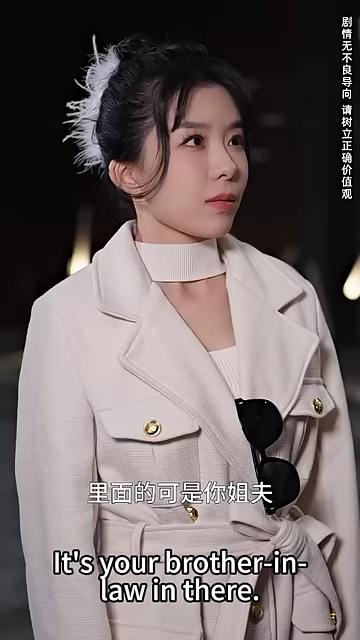 剧情无不良导向 请树立正确价值观
里面的可是你姐夫
It's your brother-in-
law in there.